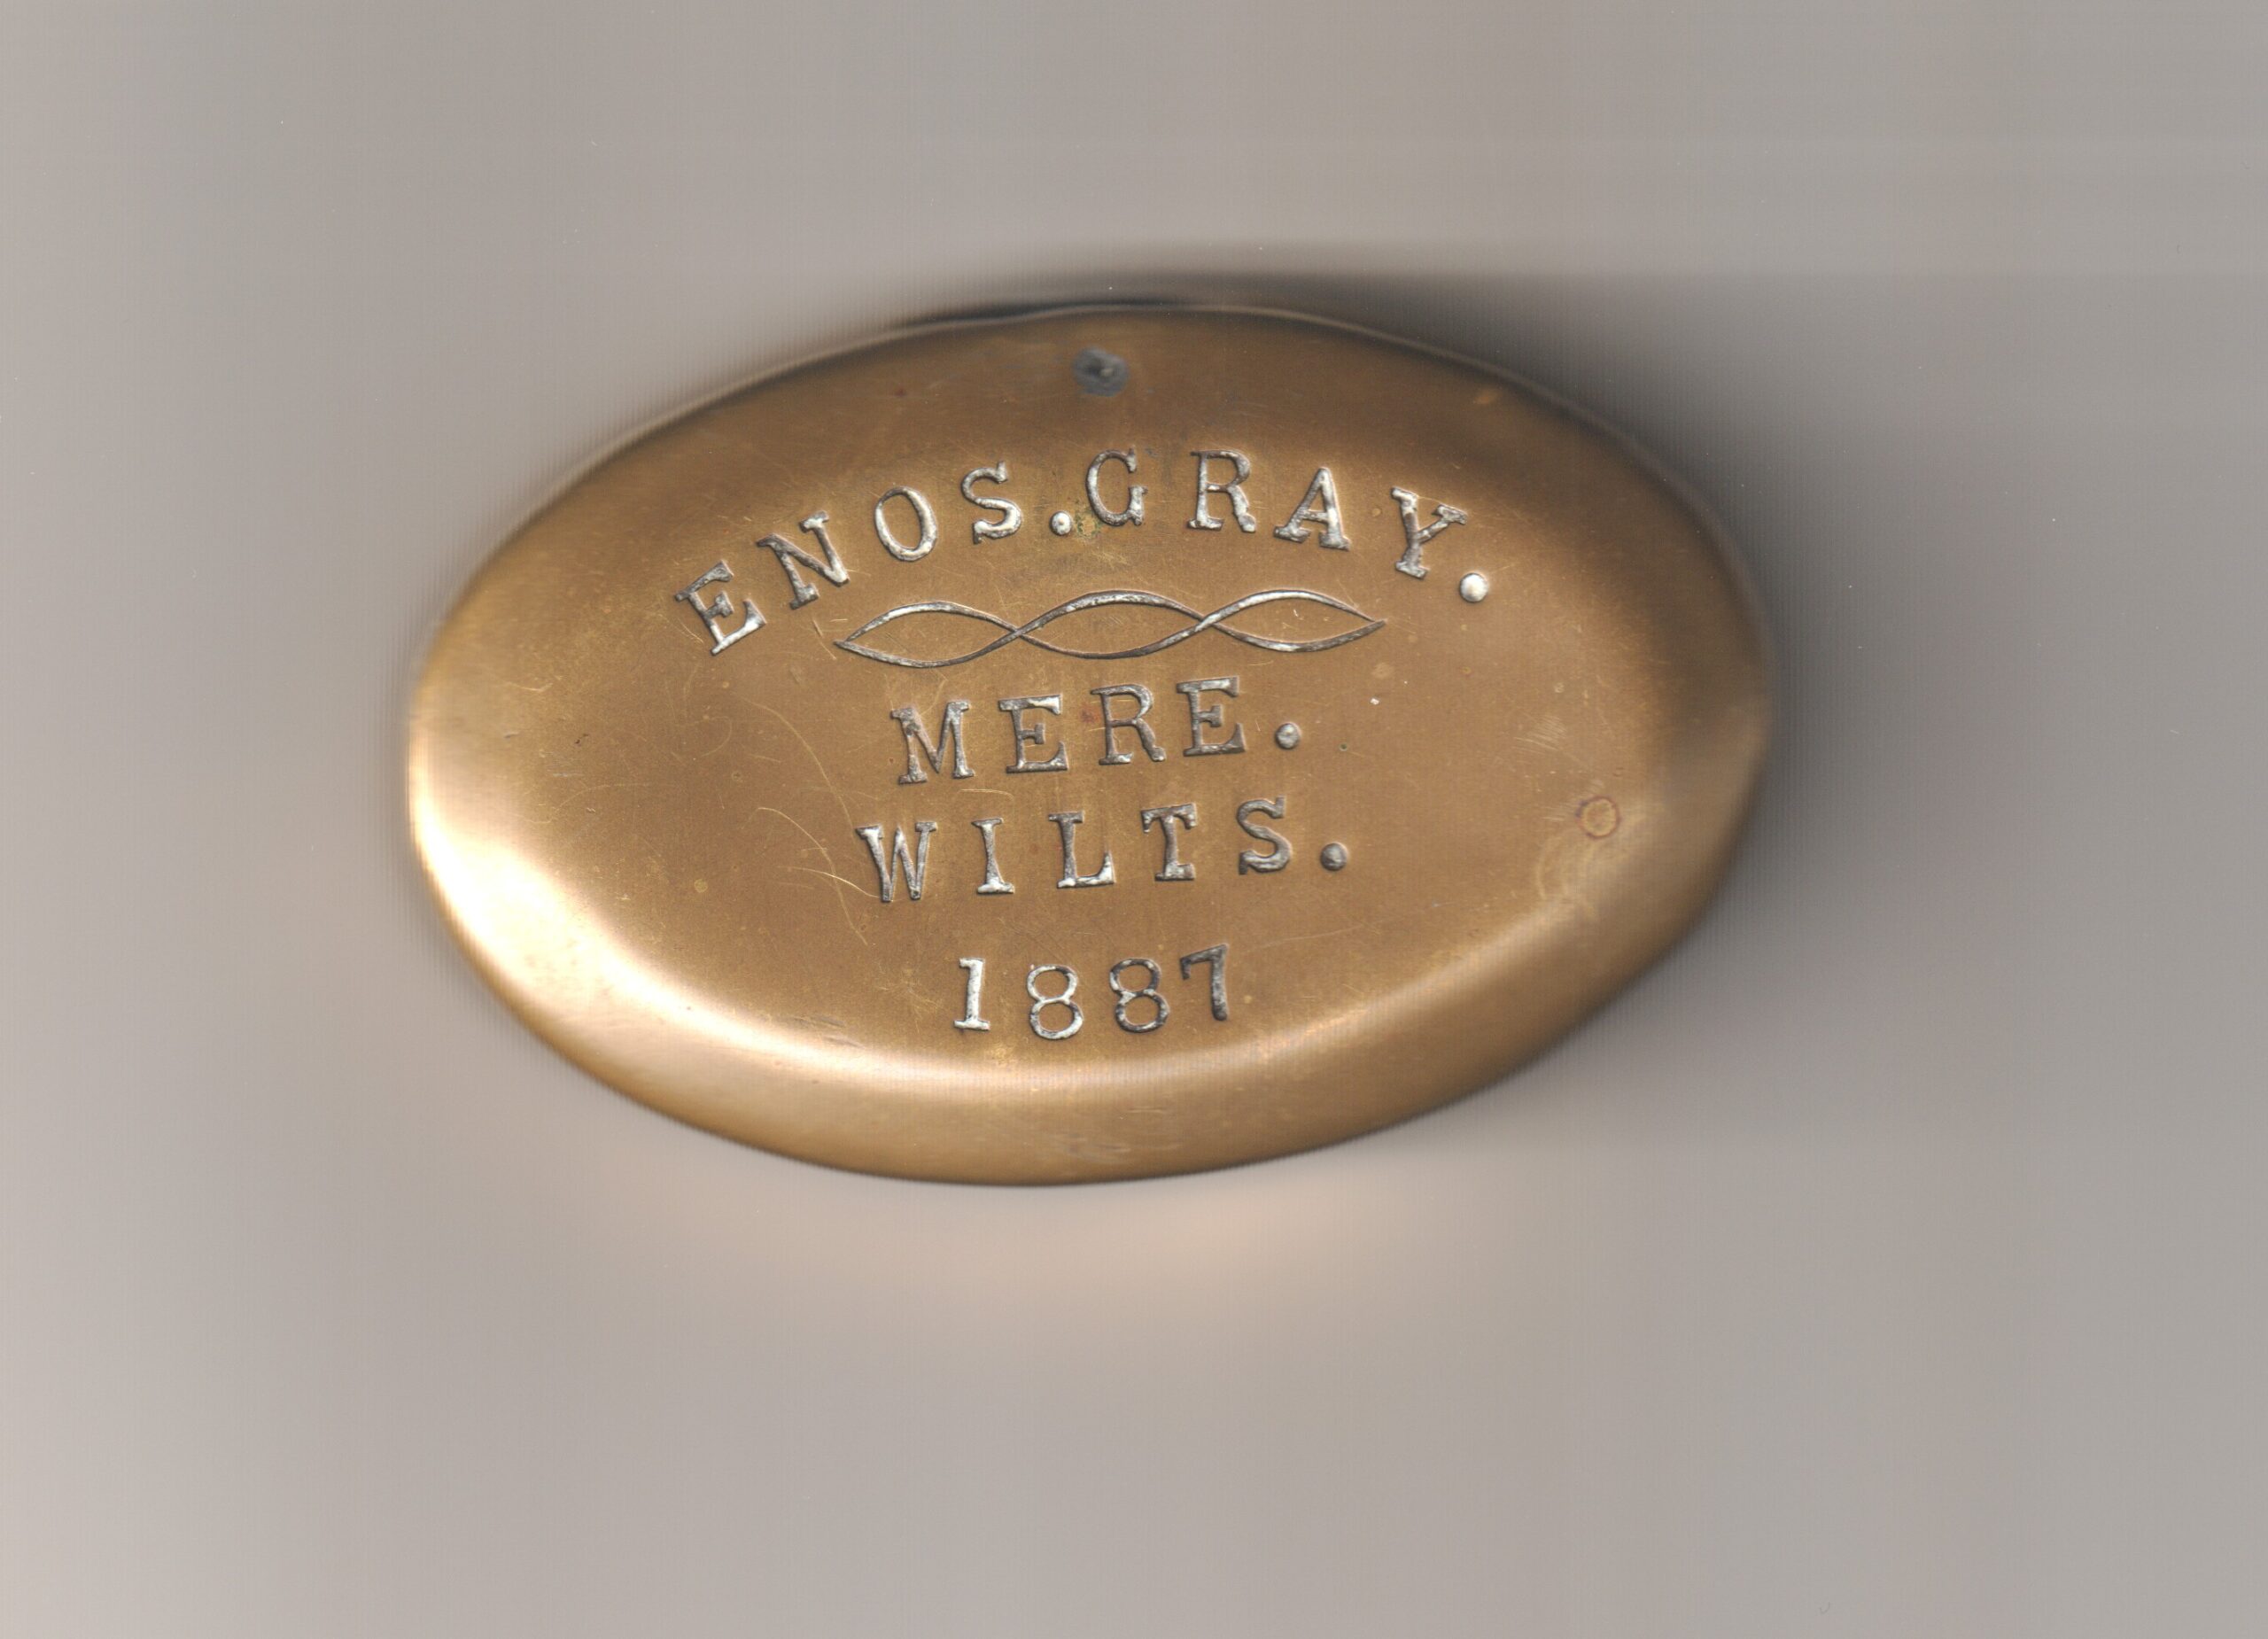 ENOS.GRAY.
MERE.
WILTS.
1887